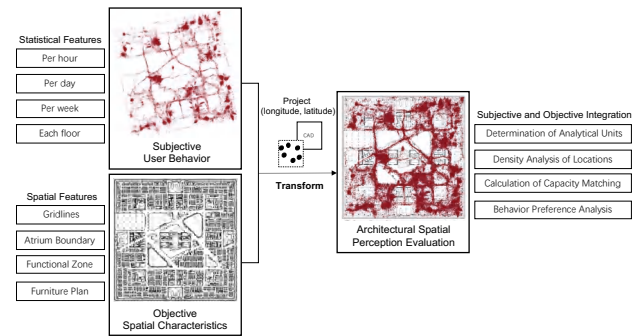 Statistical Features
Per hour
Per day
Per week
Each floor
Subjective
User Behavior
Spatial Features
Gridlines
Atrium Boundary
Functional Zone
Furniture Plan
Objective
Spatial Characteristics
Project
(longitude, latitude)
CAD
Transform
Architectural Spatial
Perception Evaluation
Subjective and Objective Integration
Determination of Analytical Units
Density Analysis of Locations
Calculation of Capacity Matching
Behavior Preference Analysis